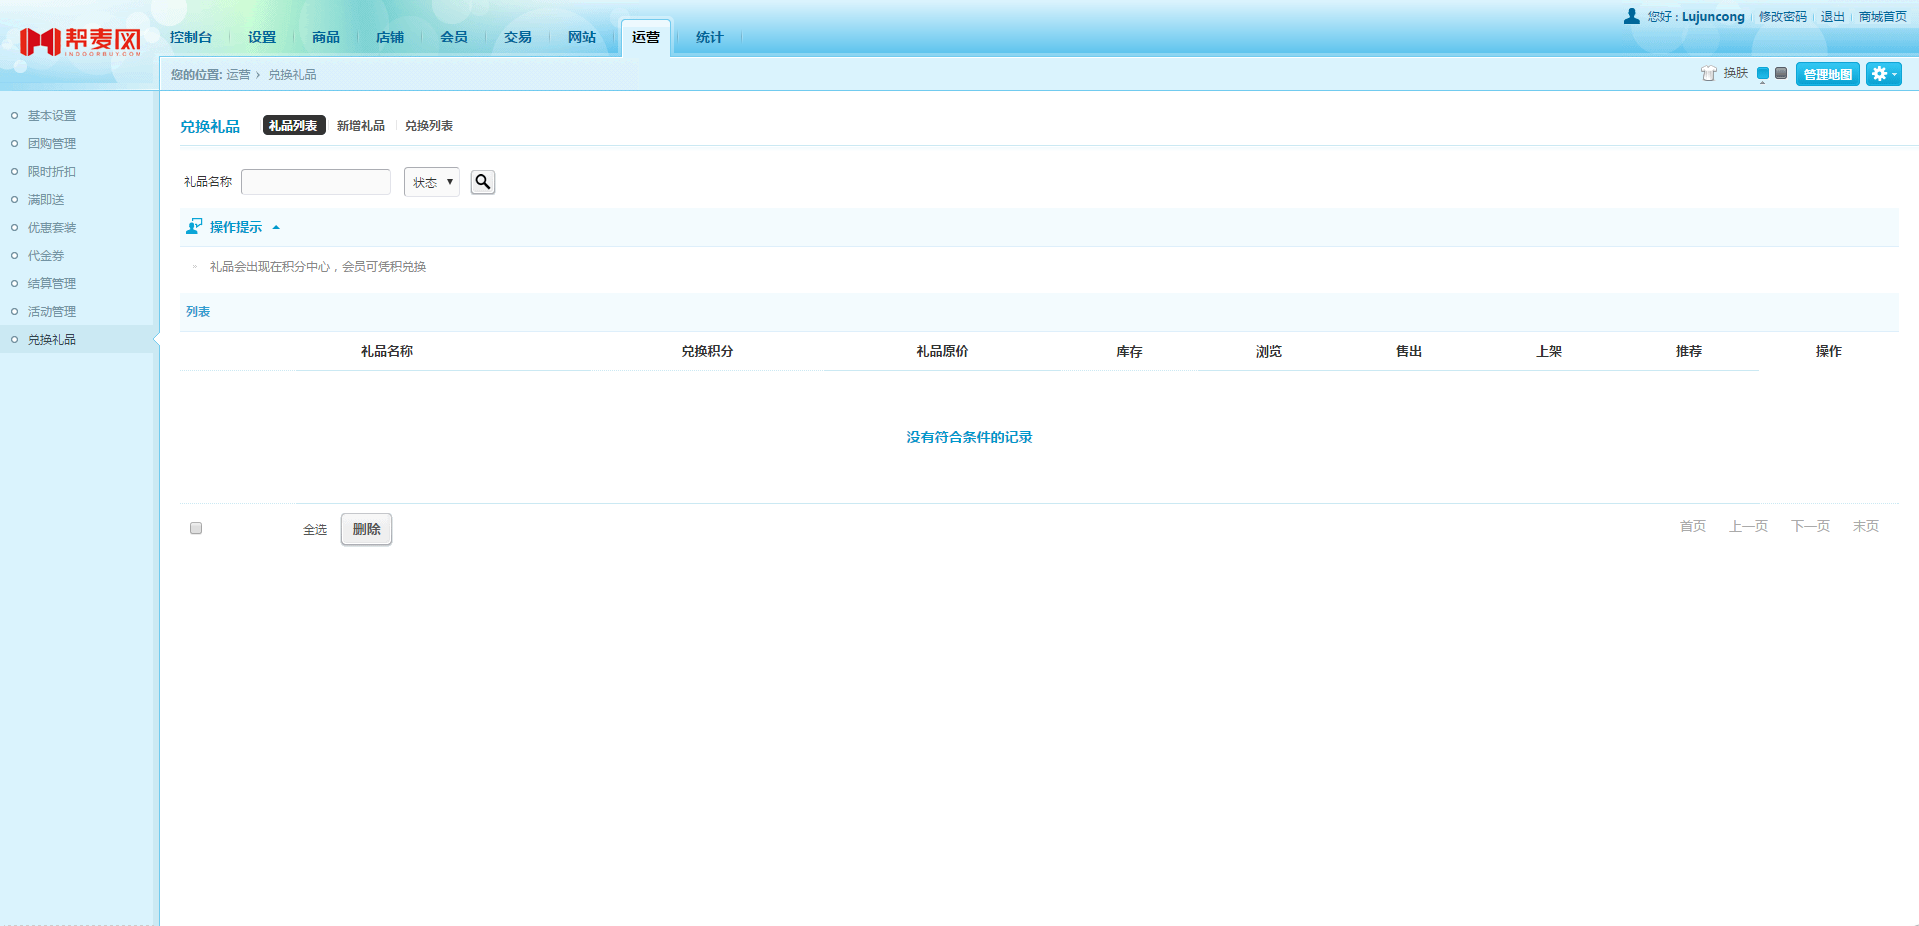 帮麦网
INDOORBUY.COM
控制台 设置 商品 店铺 会员 交易 网站 运营 统计
您好 : Lujuncong 修改密码 退出 商城首页
您的位置: 运营 › 兑换礼品
换肤 管理地图
基本设置
团购管理
限时折扣
满即送
优惠套装
代金券
结算管理
活动管理
兑换礼品
兑换礼品 礼品列表 新增礼品 兑换列表
礼品名称 状态
操作提示
礼品会出现在积分中心，会员可凭积兑换
列表
礼品名称 兑换积分 礼品原价 库存 浏览 售出 上架 推荐 操作
没有符合条件的记录
全选 删除 首页 上一页 下一页 末页